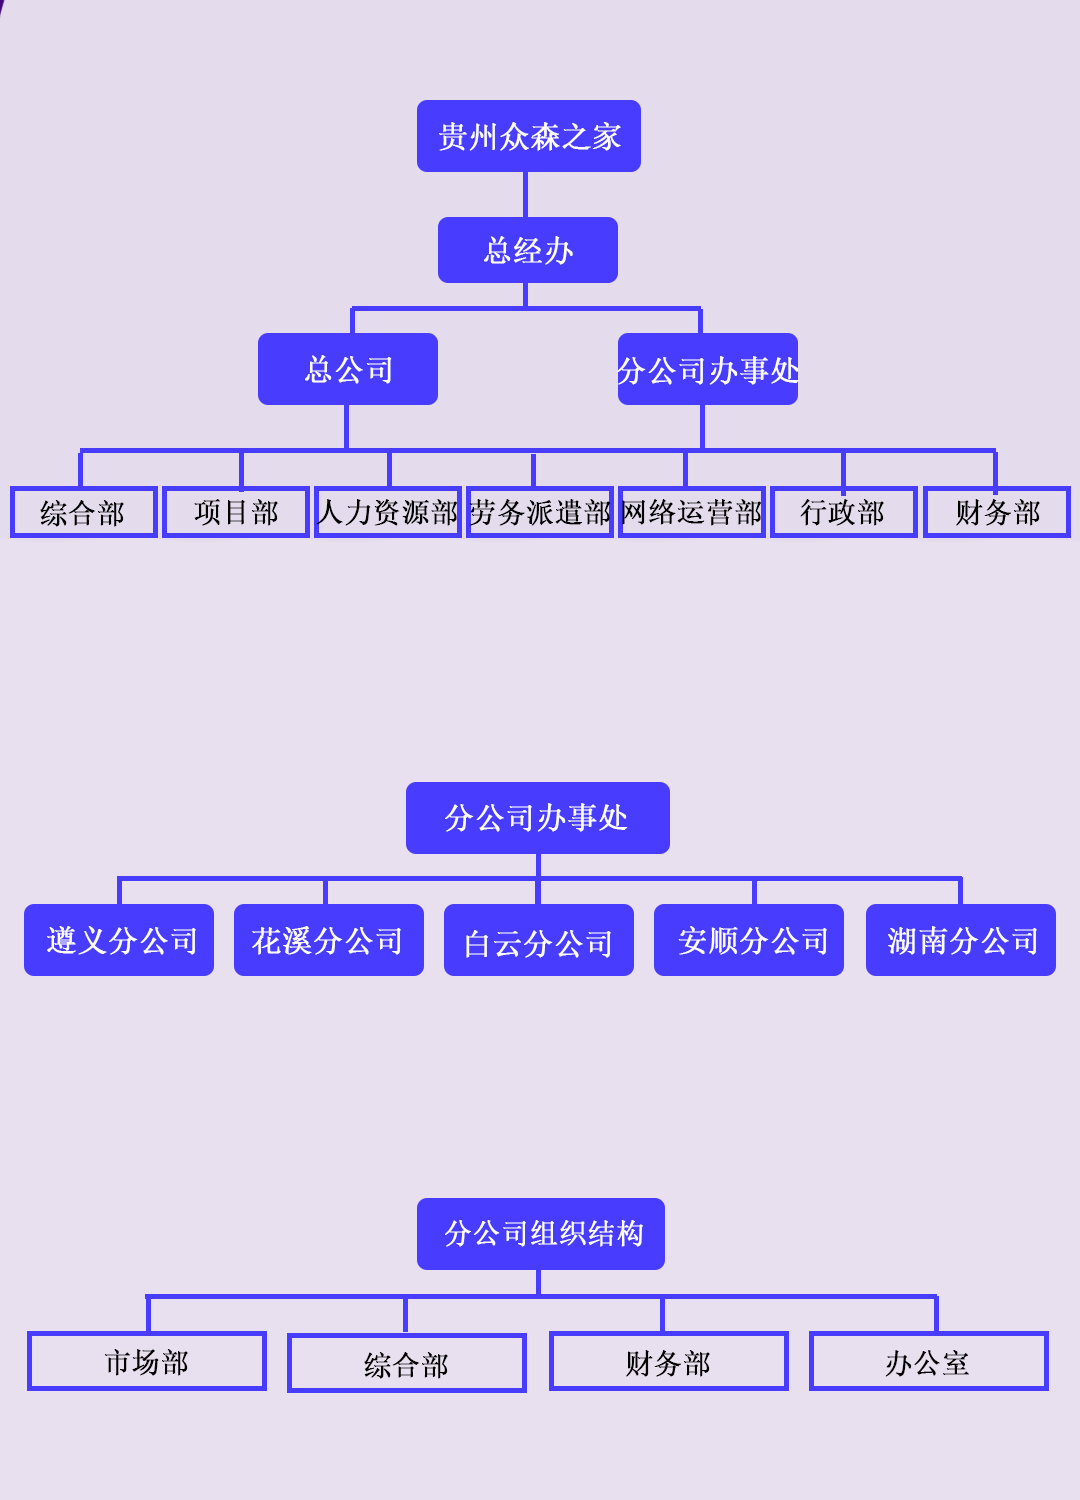 贵州众森之家
总经办
总公司
分公司办事处
综合部
项目部
人力资源部
劳务派遣部
网络运营部
行政部
财务部
分公司办事处
遵义分公司
花溪分公司
白云分公司
安顺分公司
湖南分公司
分公司组织结构
市场部
综合部
财务部
办公室